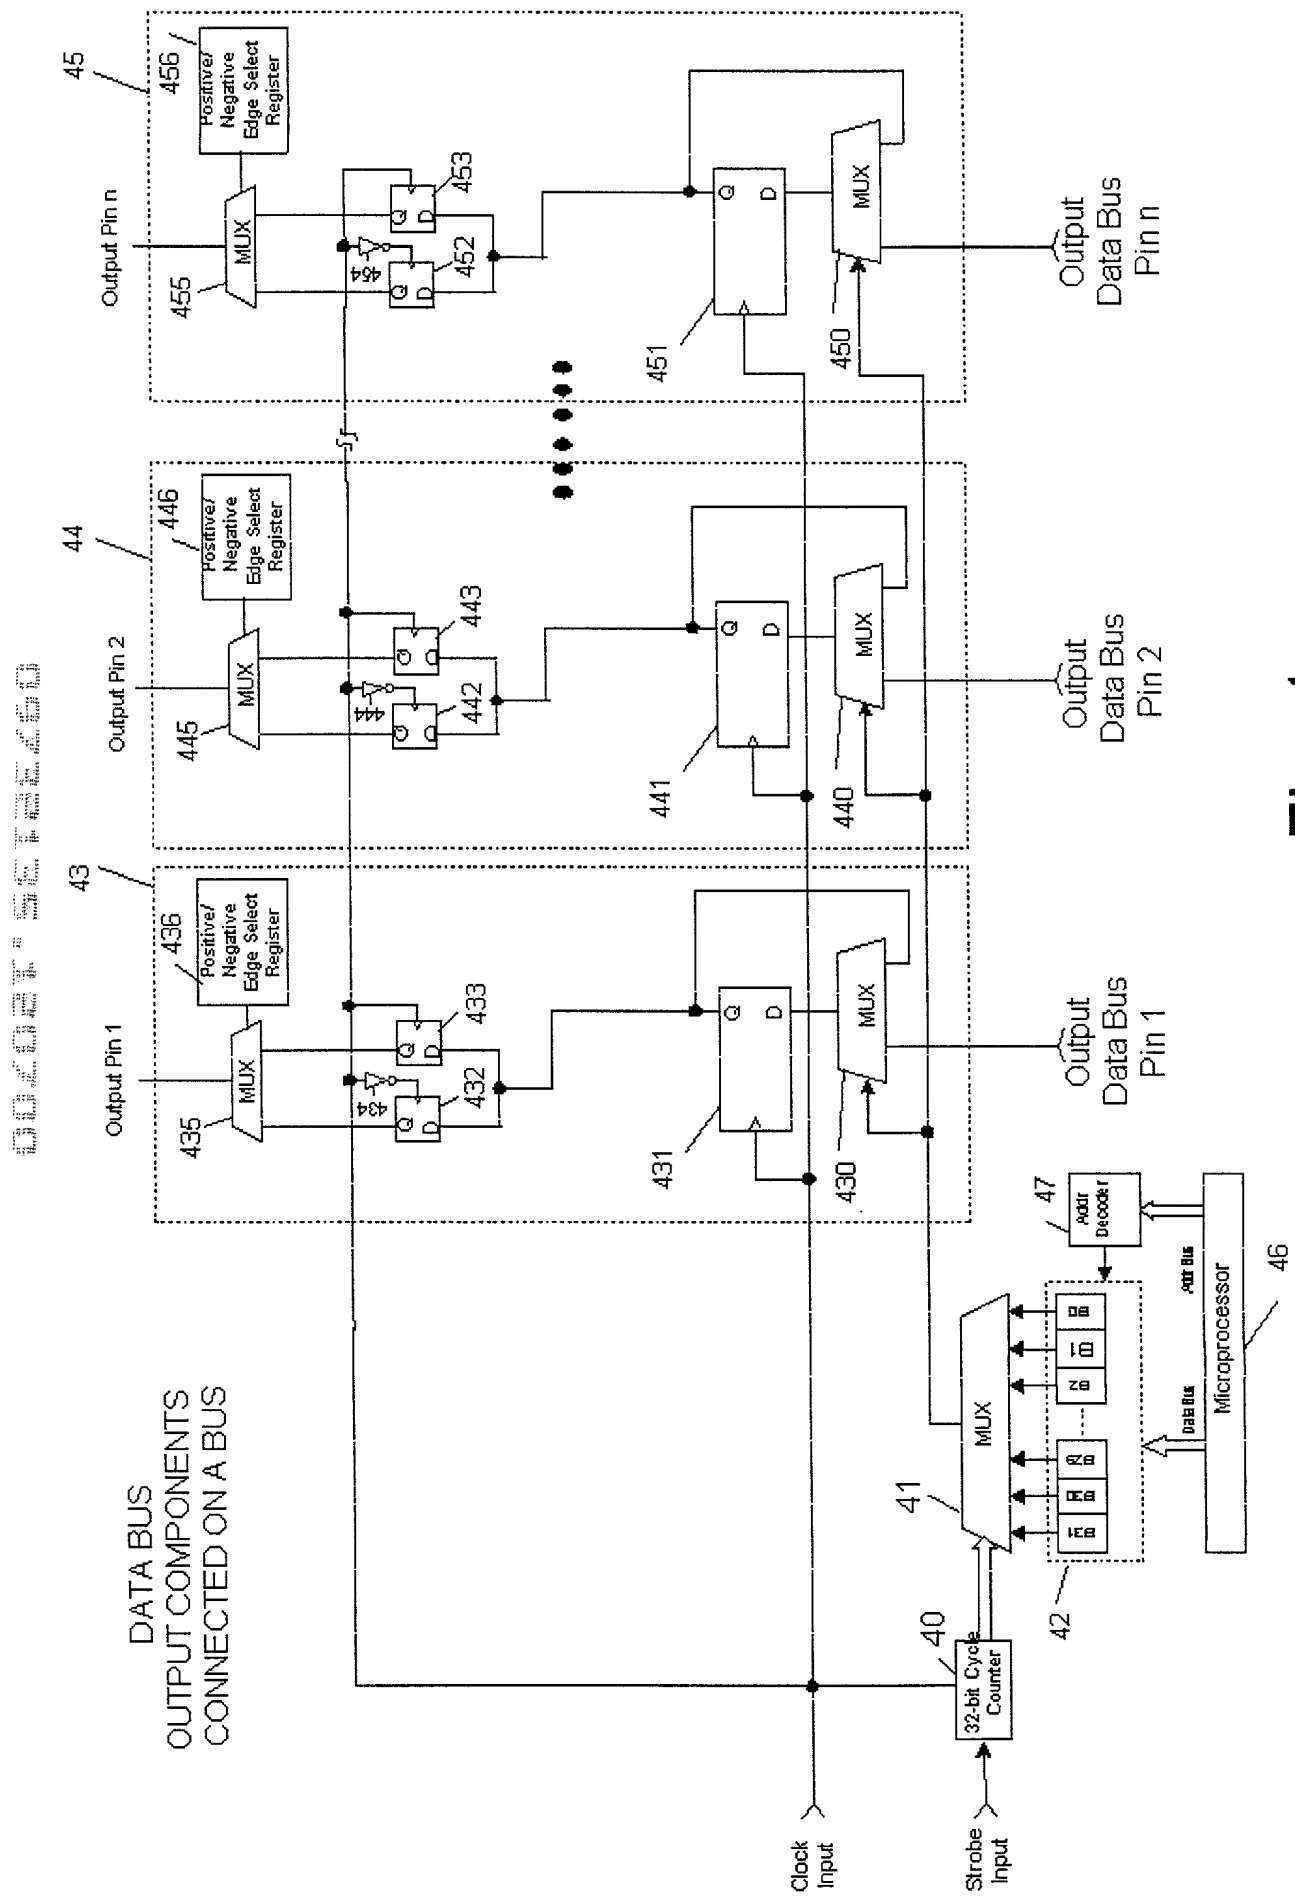 DATA BUS
OUTPUT COMPONENTS
CONNECTED ON A BUS
Output Pin 1
Output Pin 2
Output Pin n
43
44
45
435
MUX
436
Positive/
Negative
Edge Select
Register
445
MUX
446
Positive/
Negative
Edge Select
Register
455
MUX
456
Positive/
Negative
Edge Select
Register
434
Q
D
432
Q
D
433
444
Q
D
442
Q
D
443
454
Q
D
452
Q
D
453
431
Q
D
441
Q
D
451
Q
D
430
MUX
440
MUX
450
MUX
Clock
Input
Strobe
Input
40
32-bit Cycle
Counter
41
MUX
Output
Data Bus
Pin 1
Output
Data Bus
Pin 2
Output
Data Bus
Pin n
42
B31
B30
B29
B2
B1
B0
47
Addr
Decoder
Data Bus
Addr Bus
Microprocessor
46